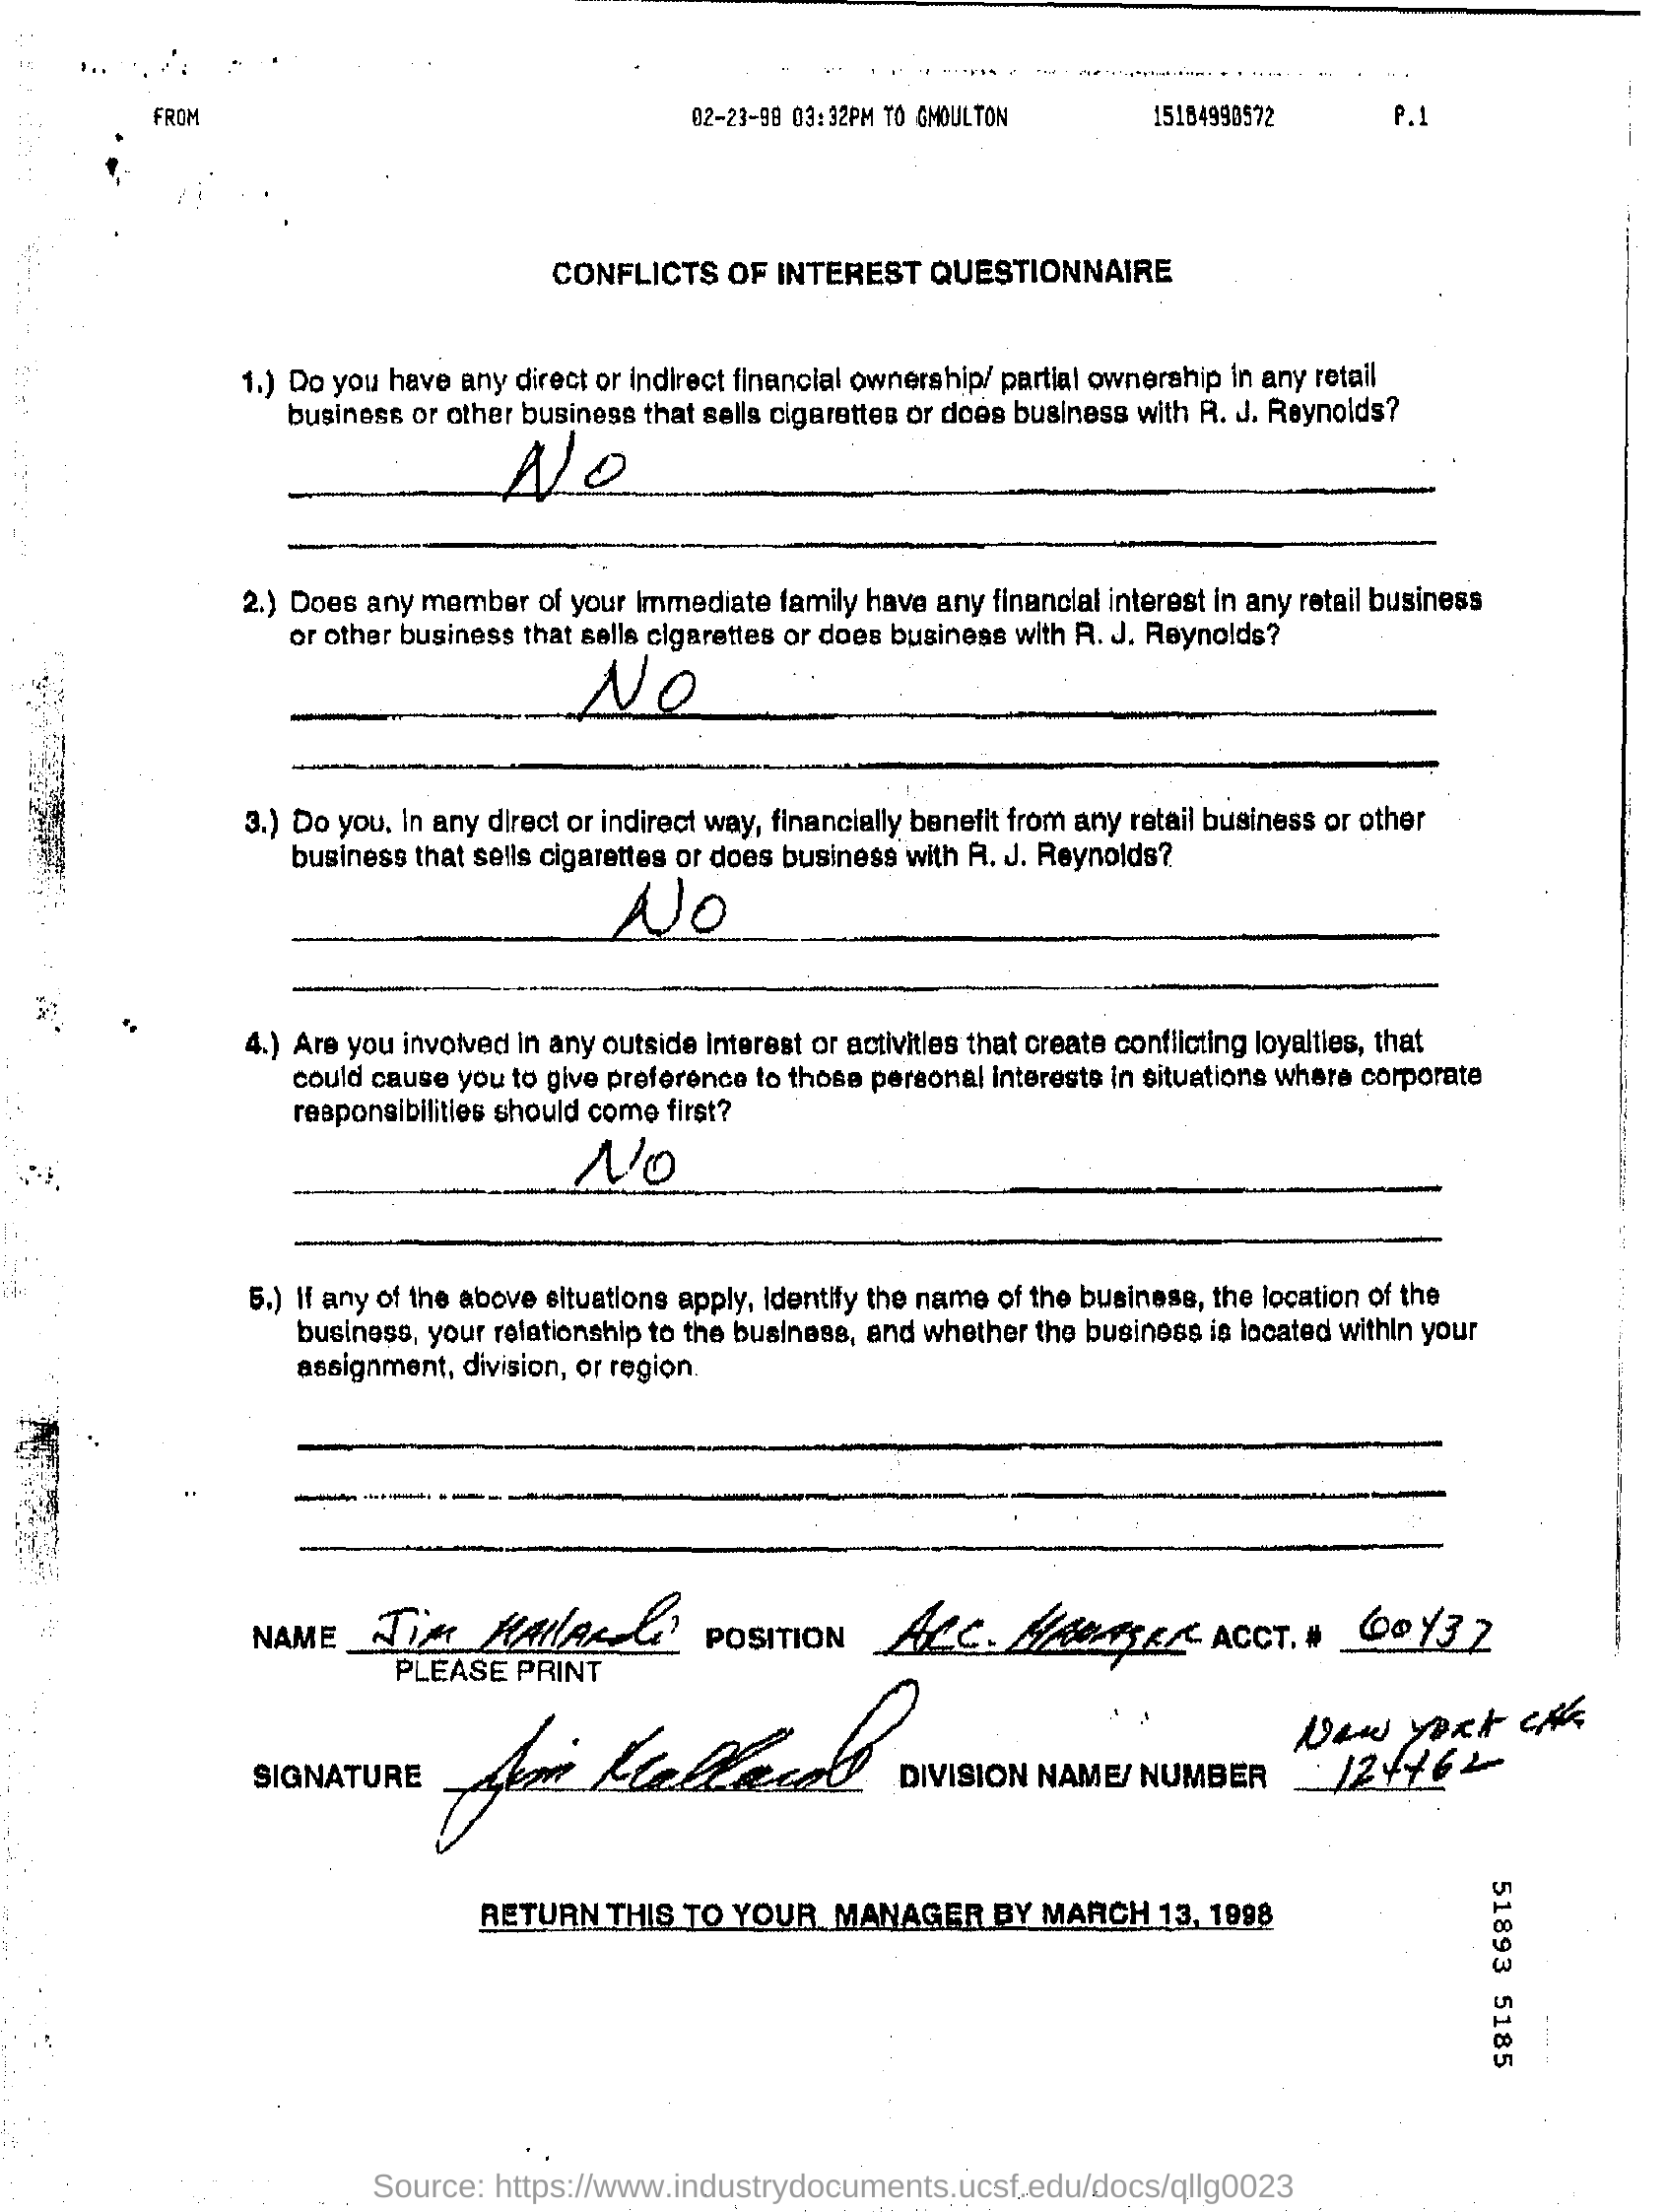 FROM 02-23-98 03:32PM TO GMOULTON 15184990572 P.1
CONFLICTS OF INTEREST QUESTIONNAIRE
1.) Do you have any direct or indirect financial ownership/ partial ownership in any retail
business or other business that sells cigarettes or does business with R. J. Reynolds?
NO
2.) Does any member of your immediate family have any financial interest in any retail business
or other business that sells cigarettes or does business with R. J. Reynolds?
NO
3.) Do you, in any direct or indirect way, financially benefit from any retail business or other
business that sells cigarettes or does business with R. J. Reynolds?
NO
4.) Are you involved in any outside interest or activities that create conflicting loyalties, that
could cause you to give preference to those personal interests in situations where corporate
responsibilities should come first?
NO
5.) If any of the above situations apply, identify the name of the business, the location of the
business, your relationship to the business, and whether the business is located within your
assignment, division, or region.
NAME Jim POSITION Acc. MANAGER ACCT. #
PLEASE PRINT
NEW YORK
SIGNATURE Jim DIVISION NAME/ NUMBER
RETURN THIS TO YOUR MANAGER BY MARCH 13, 1998
51893 5185
Source: https://www.industrydocuments.ucsf.edu/docs/qllg0023